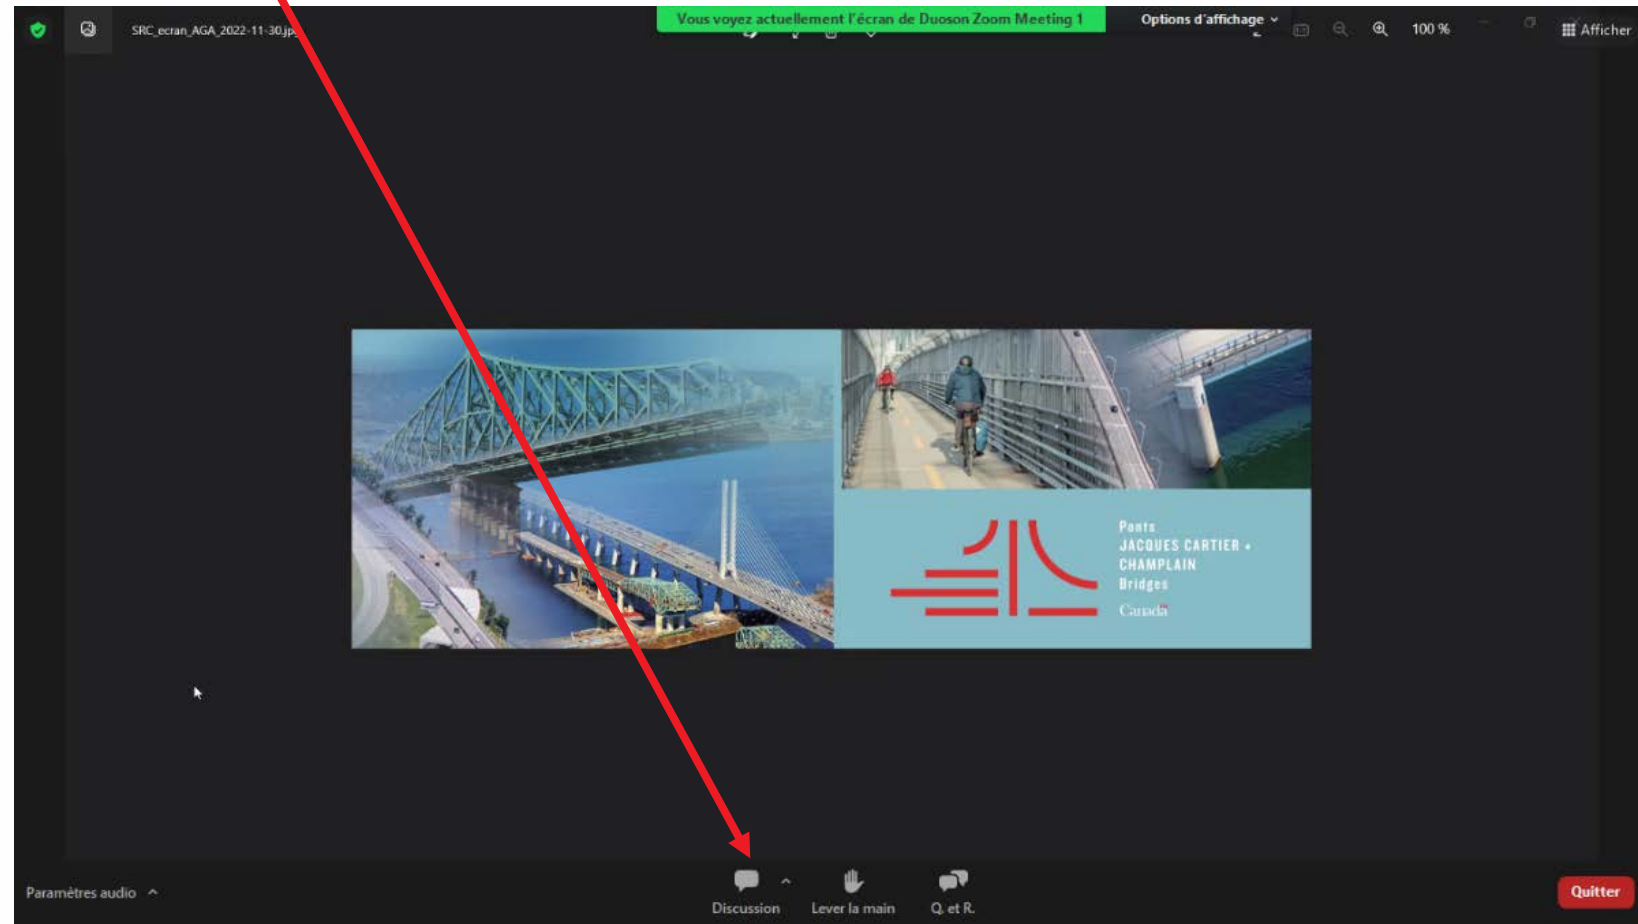 Vous voyez actuellement l'écran de Duoson Zoom Meeting 1
Options d'affichage
SRC_ecran_AGA_2022-11-30.jpg
100 %
Afficher
Ponts
JACQUES CARTIER +
CHAMPLAIN
Bridges
Canada
Paramètres audio
Discussion
Lever la main
Q. et R.
Quitter